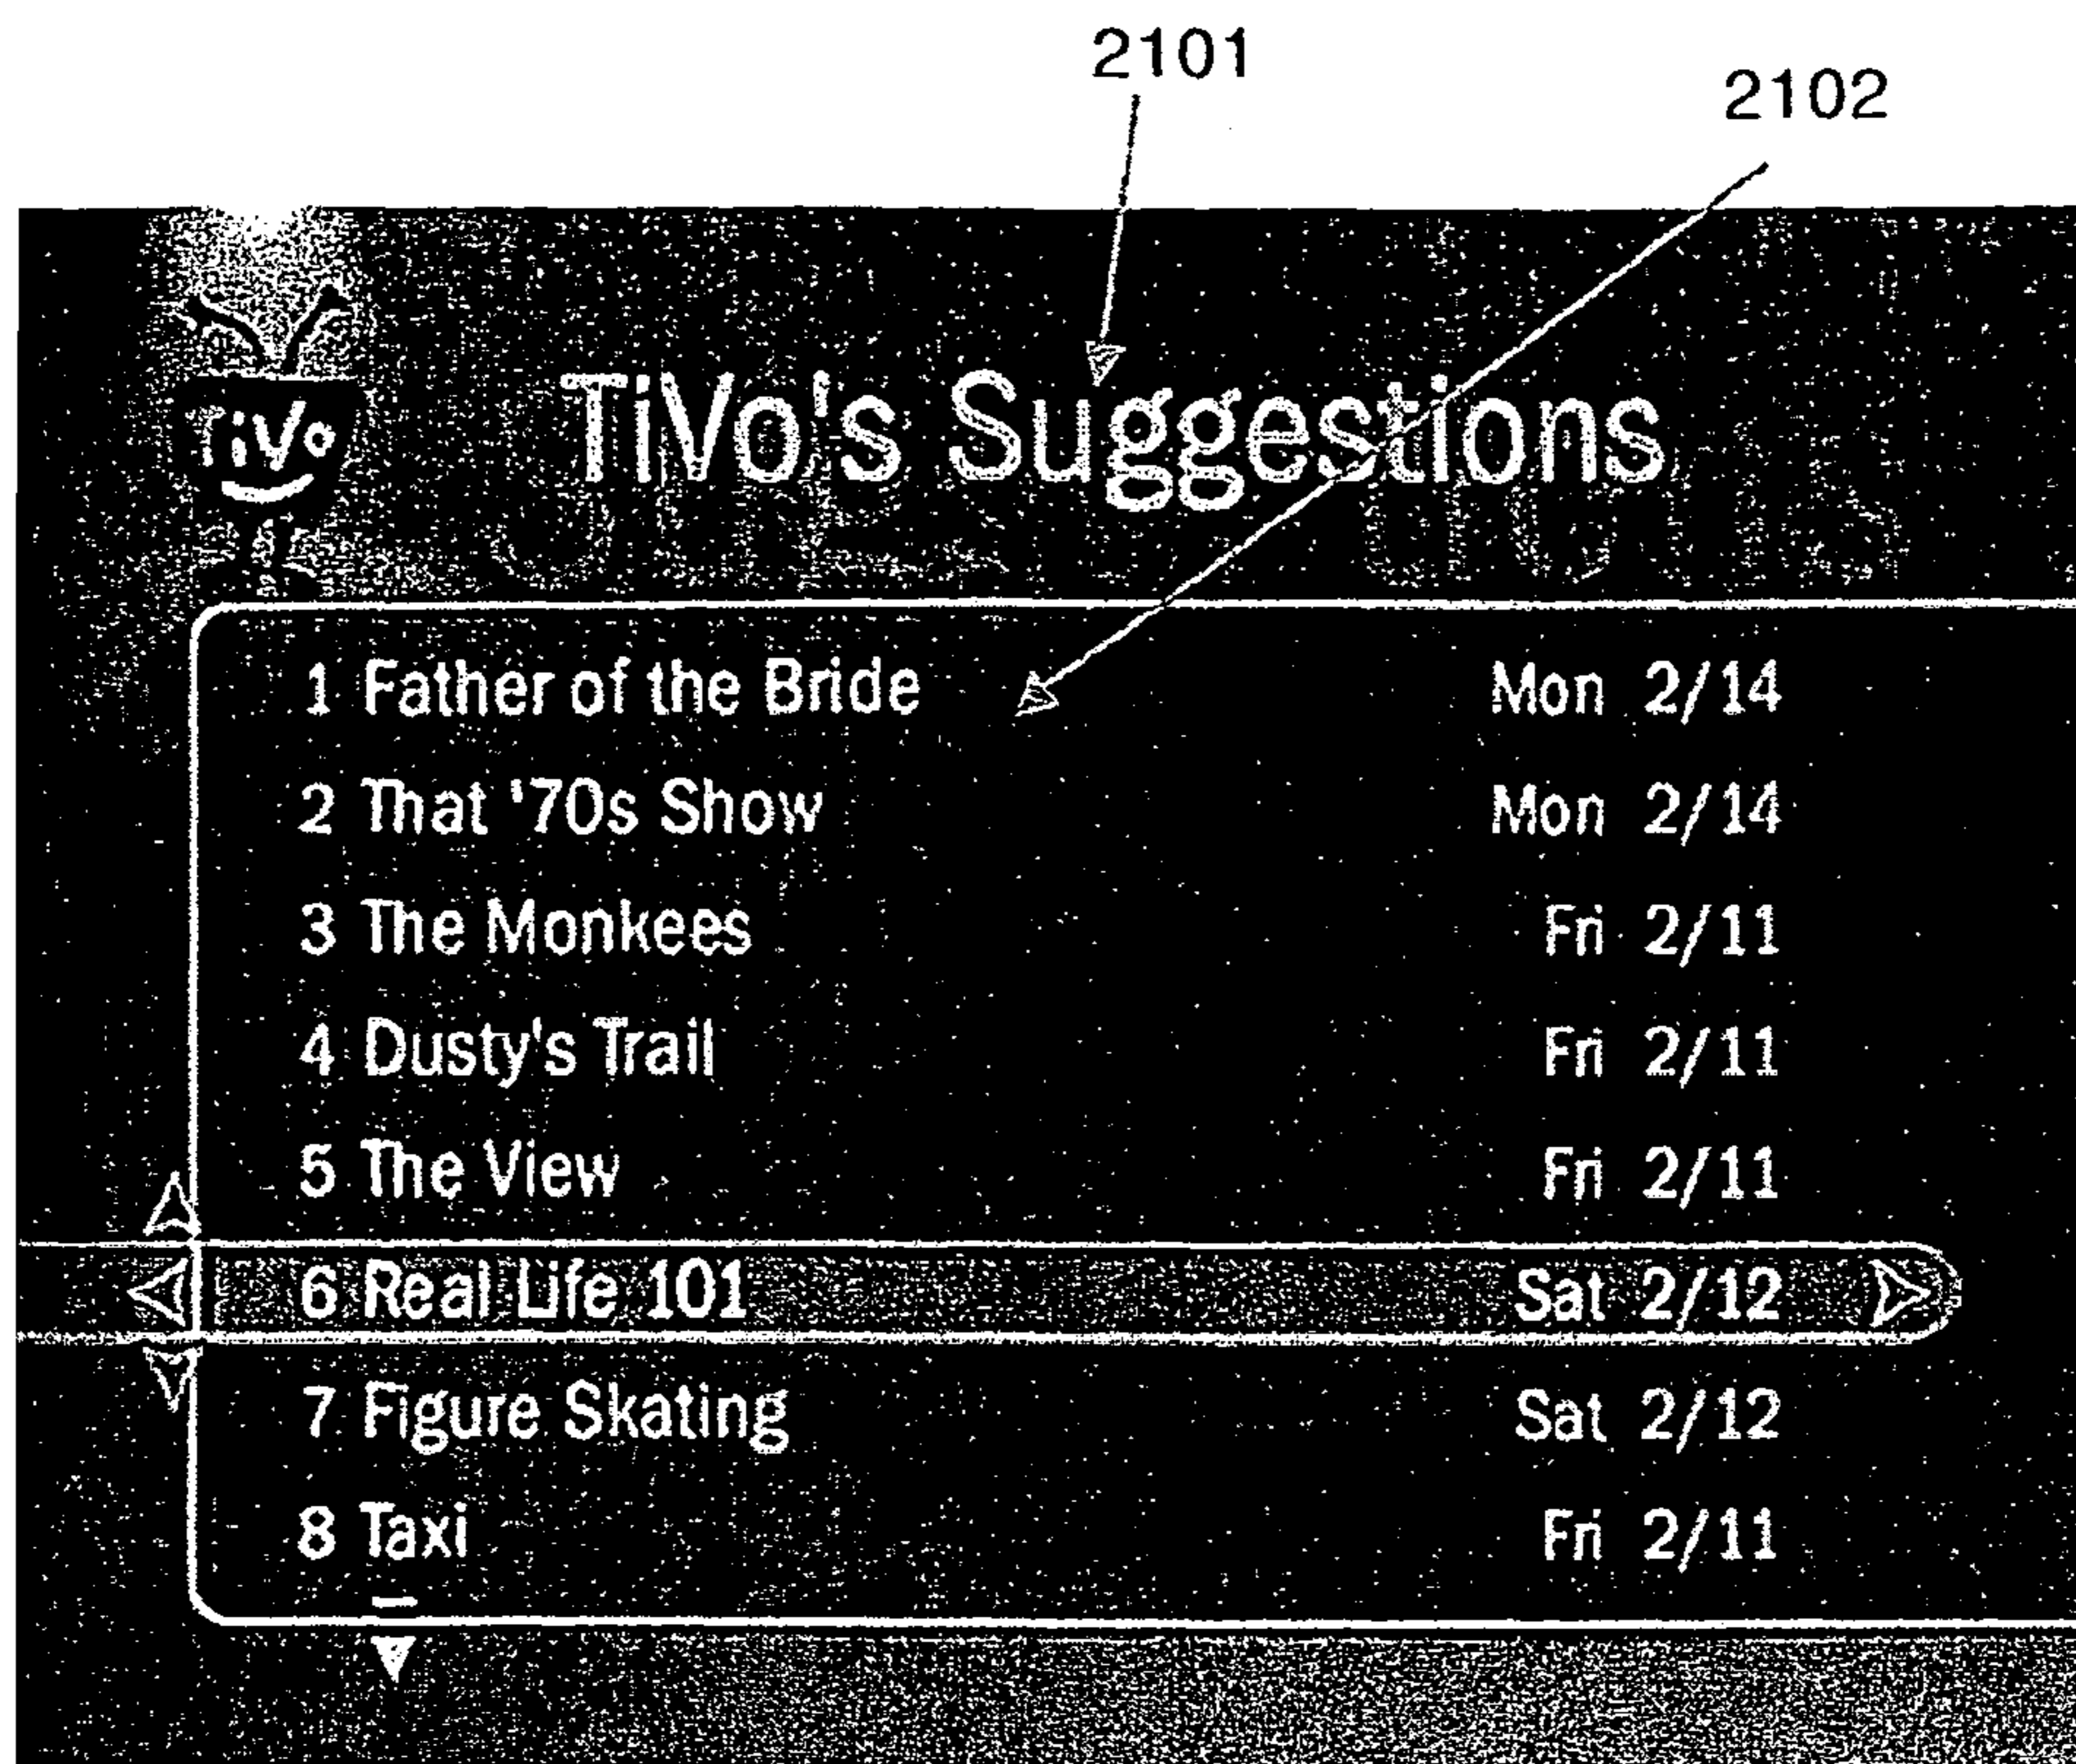 2101
2102
TiVo
TiVo's Suggestions
1 Father of the Bride Mon 2/14
2 That '70s Show Mon 2/14
3 The Monkees Fri 2/11
4 Dusty's Trail Fri 2/11
5 The View Fri 2/11
6 Real Life 101 Sat 2/12
7 Figure Skating Sat 2/12
8 Taxi Fri 2/11